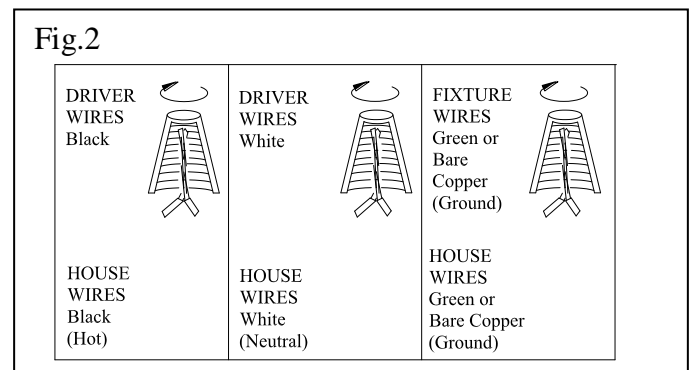 Fig.2
DRIVER
WIRES
Black
HOUSE
WIRES
Black
(Hot)
DRIVER
WIRES
White
HOUSE
WIRES
White
(Neutral)
FIXTURE
WIRES
Green or
Bare
Copper
(Ground)
HOUSE
WIRES
Green or
Bare Copper
(Ground)